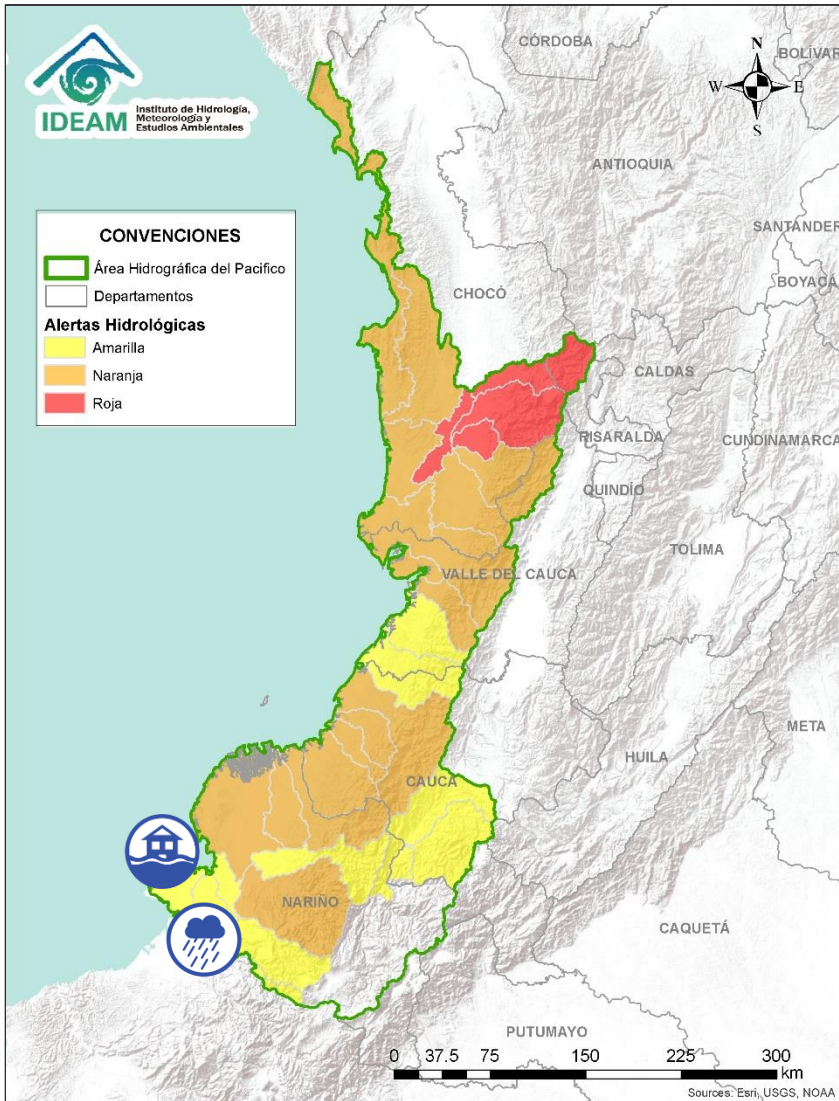 IDEAM
Instituto de Hidrología,
Meteorología y
Estudios Ambientales
N
W
E
S
CONVENCIONES
Área Hidrográfica del Pacifico
Departamentos
Alertas Hidrológicas
Amarilla
Naranja
Roja
CÓRDOBA
BOLÍVAR
ANTIOQUIA
SANTANDER
BOYACÁ
CHOCÓ
CALDAS
RISARALDA
CUNDINAMARCA
QUINDÍO
TOLIMA
VALLE DEL CAUCA
META
HUILA
CAUCA
NARIÑO
CAQUETÁ
PUTUMAYO
0 37.5 75 150 225 300
km
Sources: Esri, USGS, NOAA